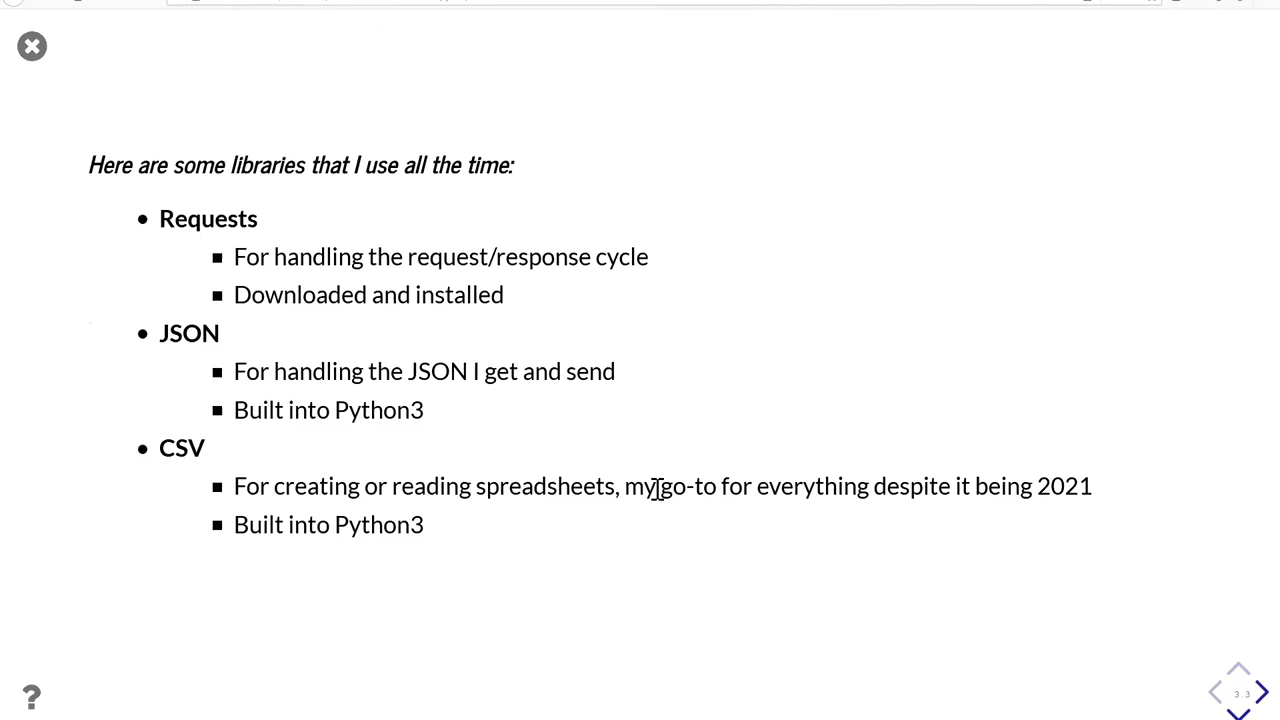 Here are some libraries that I use all the time:
Requests
For handling the request/response cycle
Downloaded and installed
JSON
For handling the JSON I get and send
Built into Python3
CSV
For creating or reading spreadsheets, my go-to for everything despite it being 2021
Built into Python3
?
3.3